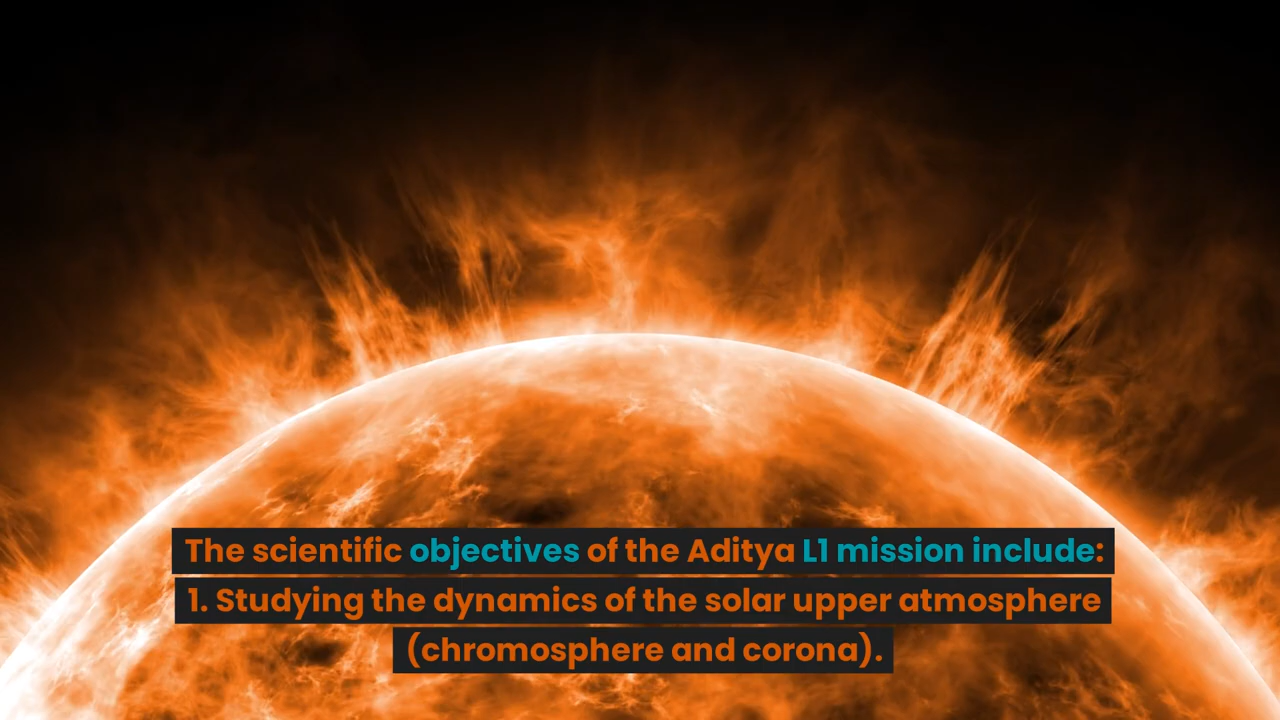 The scientific objectives of the Aditya L1 mission include:
1. Studying the dynamics of the solar upper atmosphere
(chromosphere and corona).